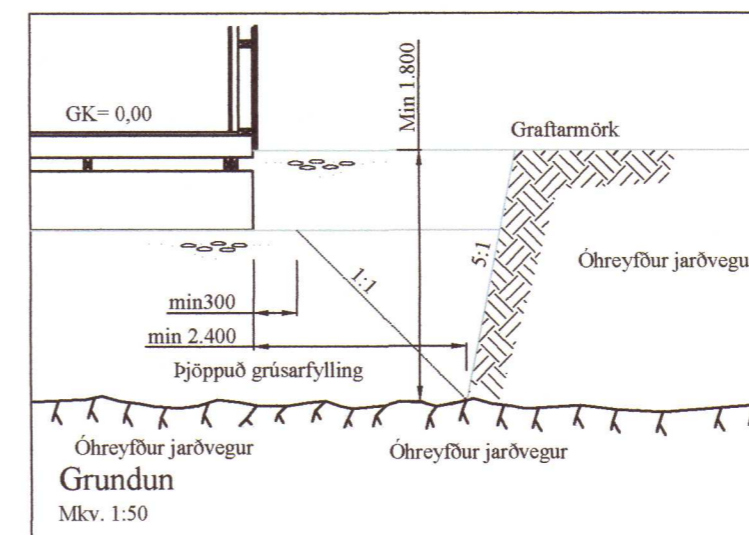 GK= 0,00
Min 1.800
Graftarmörk
Óhreyfður jarðvegu
5:1
1:1
min300
min 2.400
Þjöppuð grúsarfylling
Óhreyfður jarðvegur
Óhreyfður jarðvegur
Grundun
Mkv. 1:50